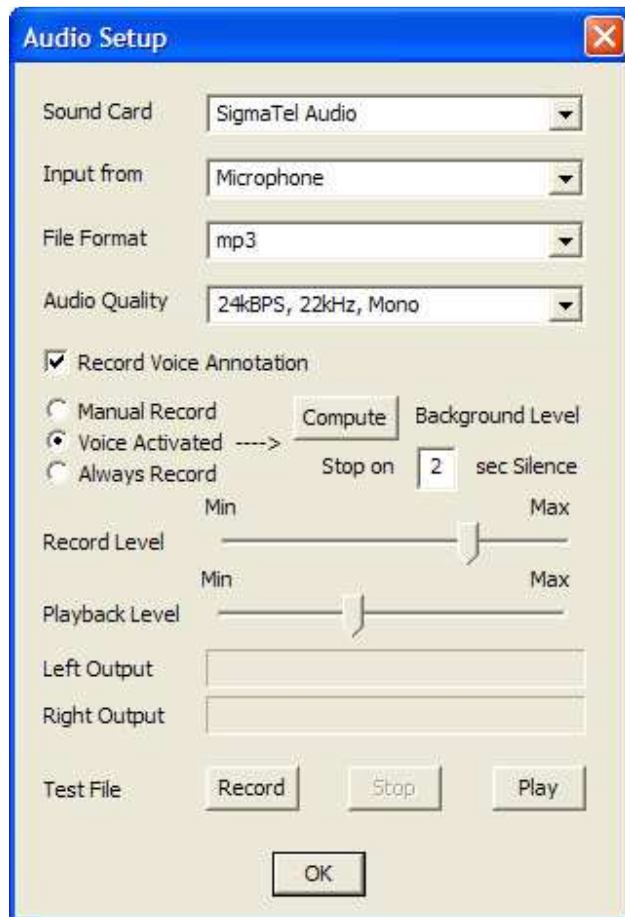 Audio Setup
Sound Card SigmaTel Audio
Input from Microphone
File Format mp3
Audio Quality 24kBPS, 22kHz, Mono
Record Voice Annotation
Manual Record
Voice Activated ---->
Always Record
Compute Background Level
Stop on 2 sec Silence
Min Max
Record Level
Min Max
Playback Level
Left Output
Right Output
Test File Record Stop Play
OK